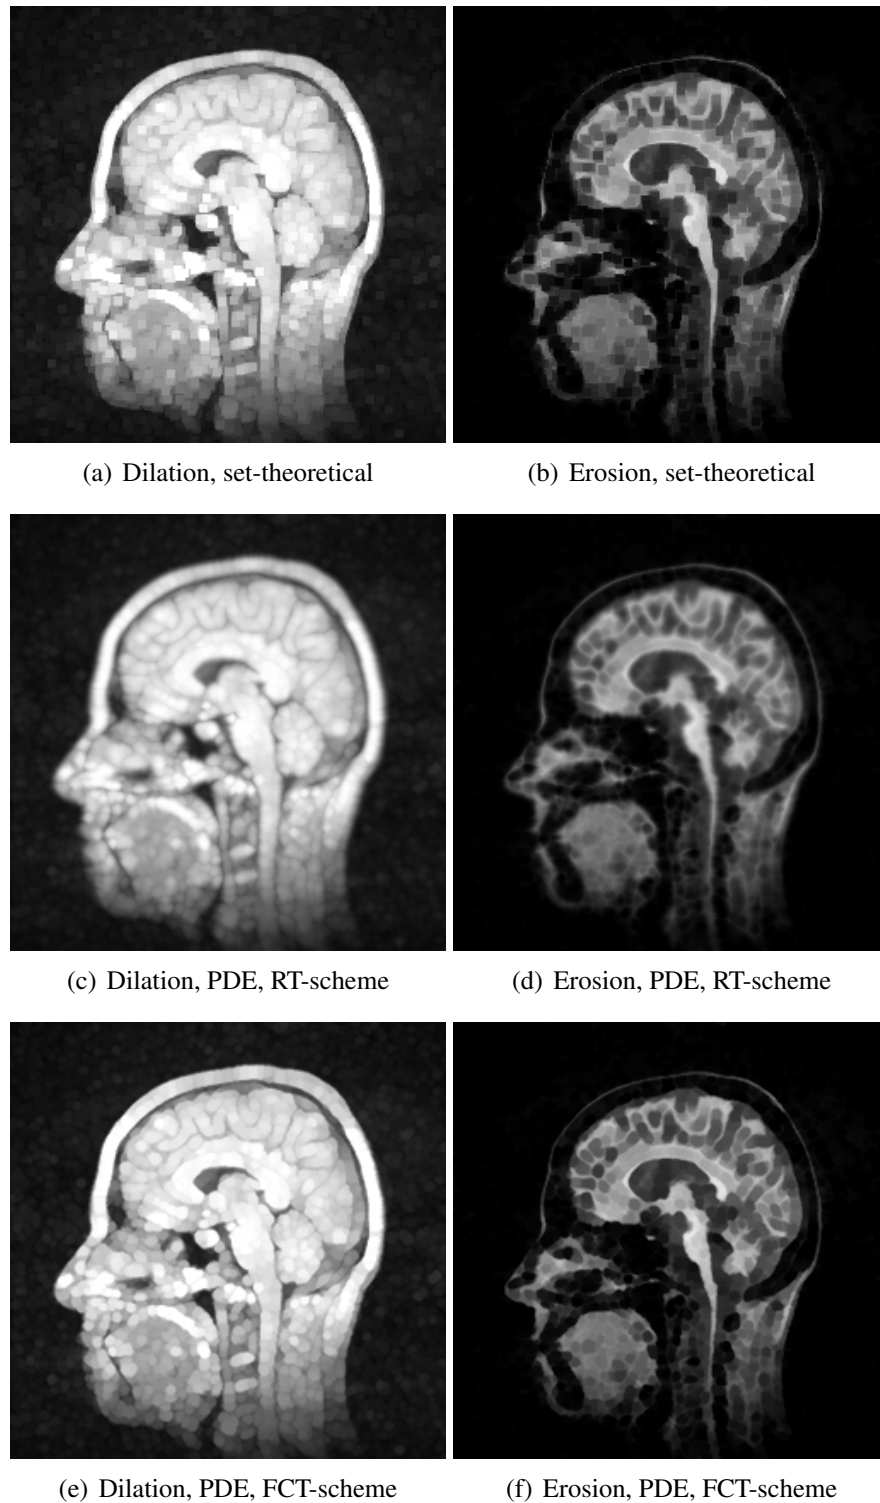 (a) Dilation, set-theoretical
(b) Erosion, set-theoretical
(c) Dilation, PDE, RT-scheme
(d) Erosion, PDE, RT-scheme
(e) Dilation, PDE, FCT-scheme
(f) Erosion, PDE, FCT-scheme